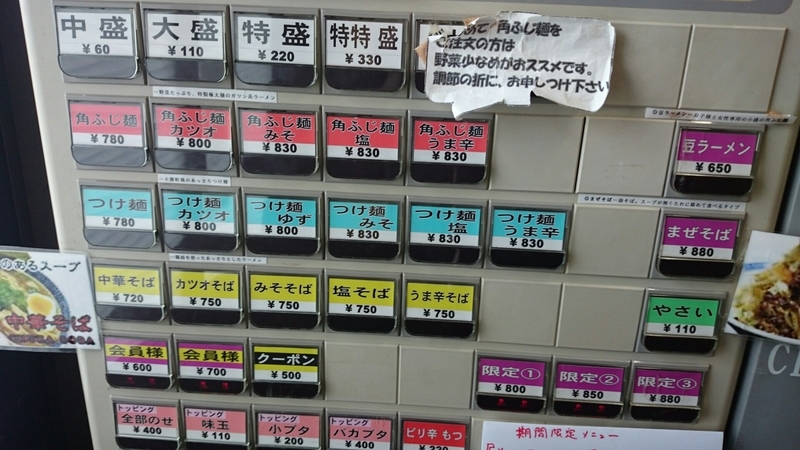 中盛
¥60
大盛
¥110
特盛
¥220
特特盛
¥330
角ふじ麺を
ご注文の方は
野菜少なめがおススメです。
調節の折に、お申しつけ下さい
角ふじ麺
¥780
角ふじ麺
カツオ
¥800
角ふじ麺
みそ
¥830
角ふじ麺
塩
¥830
角ふじ麺
うま辛
¥830
豆ラーメン
¥650
つけ麺
¥780
つけ麺
カツオ
¥800
つけ麺
ゆず
¥800
つけ麺
みそ
¥830
つけ麺
塩
¥830
つけ麺
うま辛
¥830
まぜそば
¥880
中華そば
¥720
カツオそば
¥750
みそそば
¥750
塩そば
¥750
うま辛そば
¥750
やさい
¥110
のあるスープ
中華そば
会員様
¥600
会員様
¥700
クーポン
¥500
限定①
¥800
限定②
¥850
限定③
¥880
トッピング
全部のせ
¥400
トッピング
味玉
¥110
トッピング
小ブタ
¥200
トッピング
バカブタ
¥400
ピリ辛もつ
期間限定メニュー